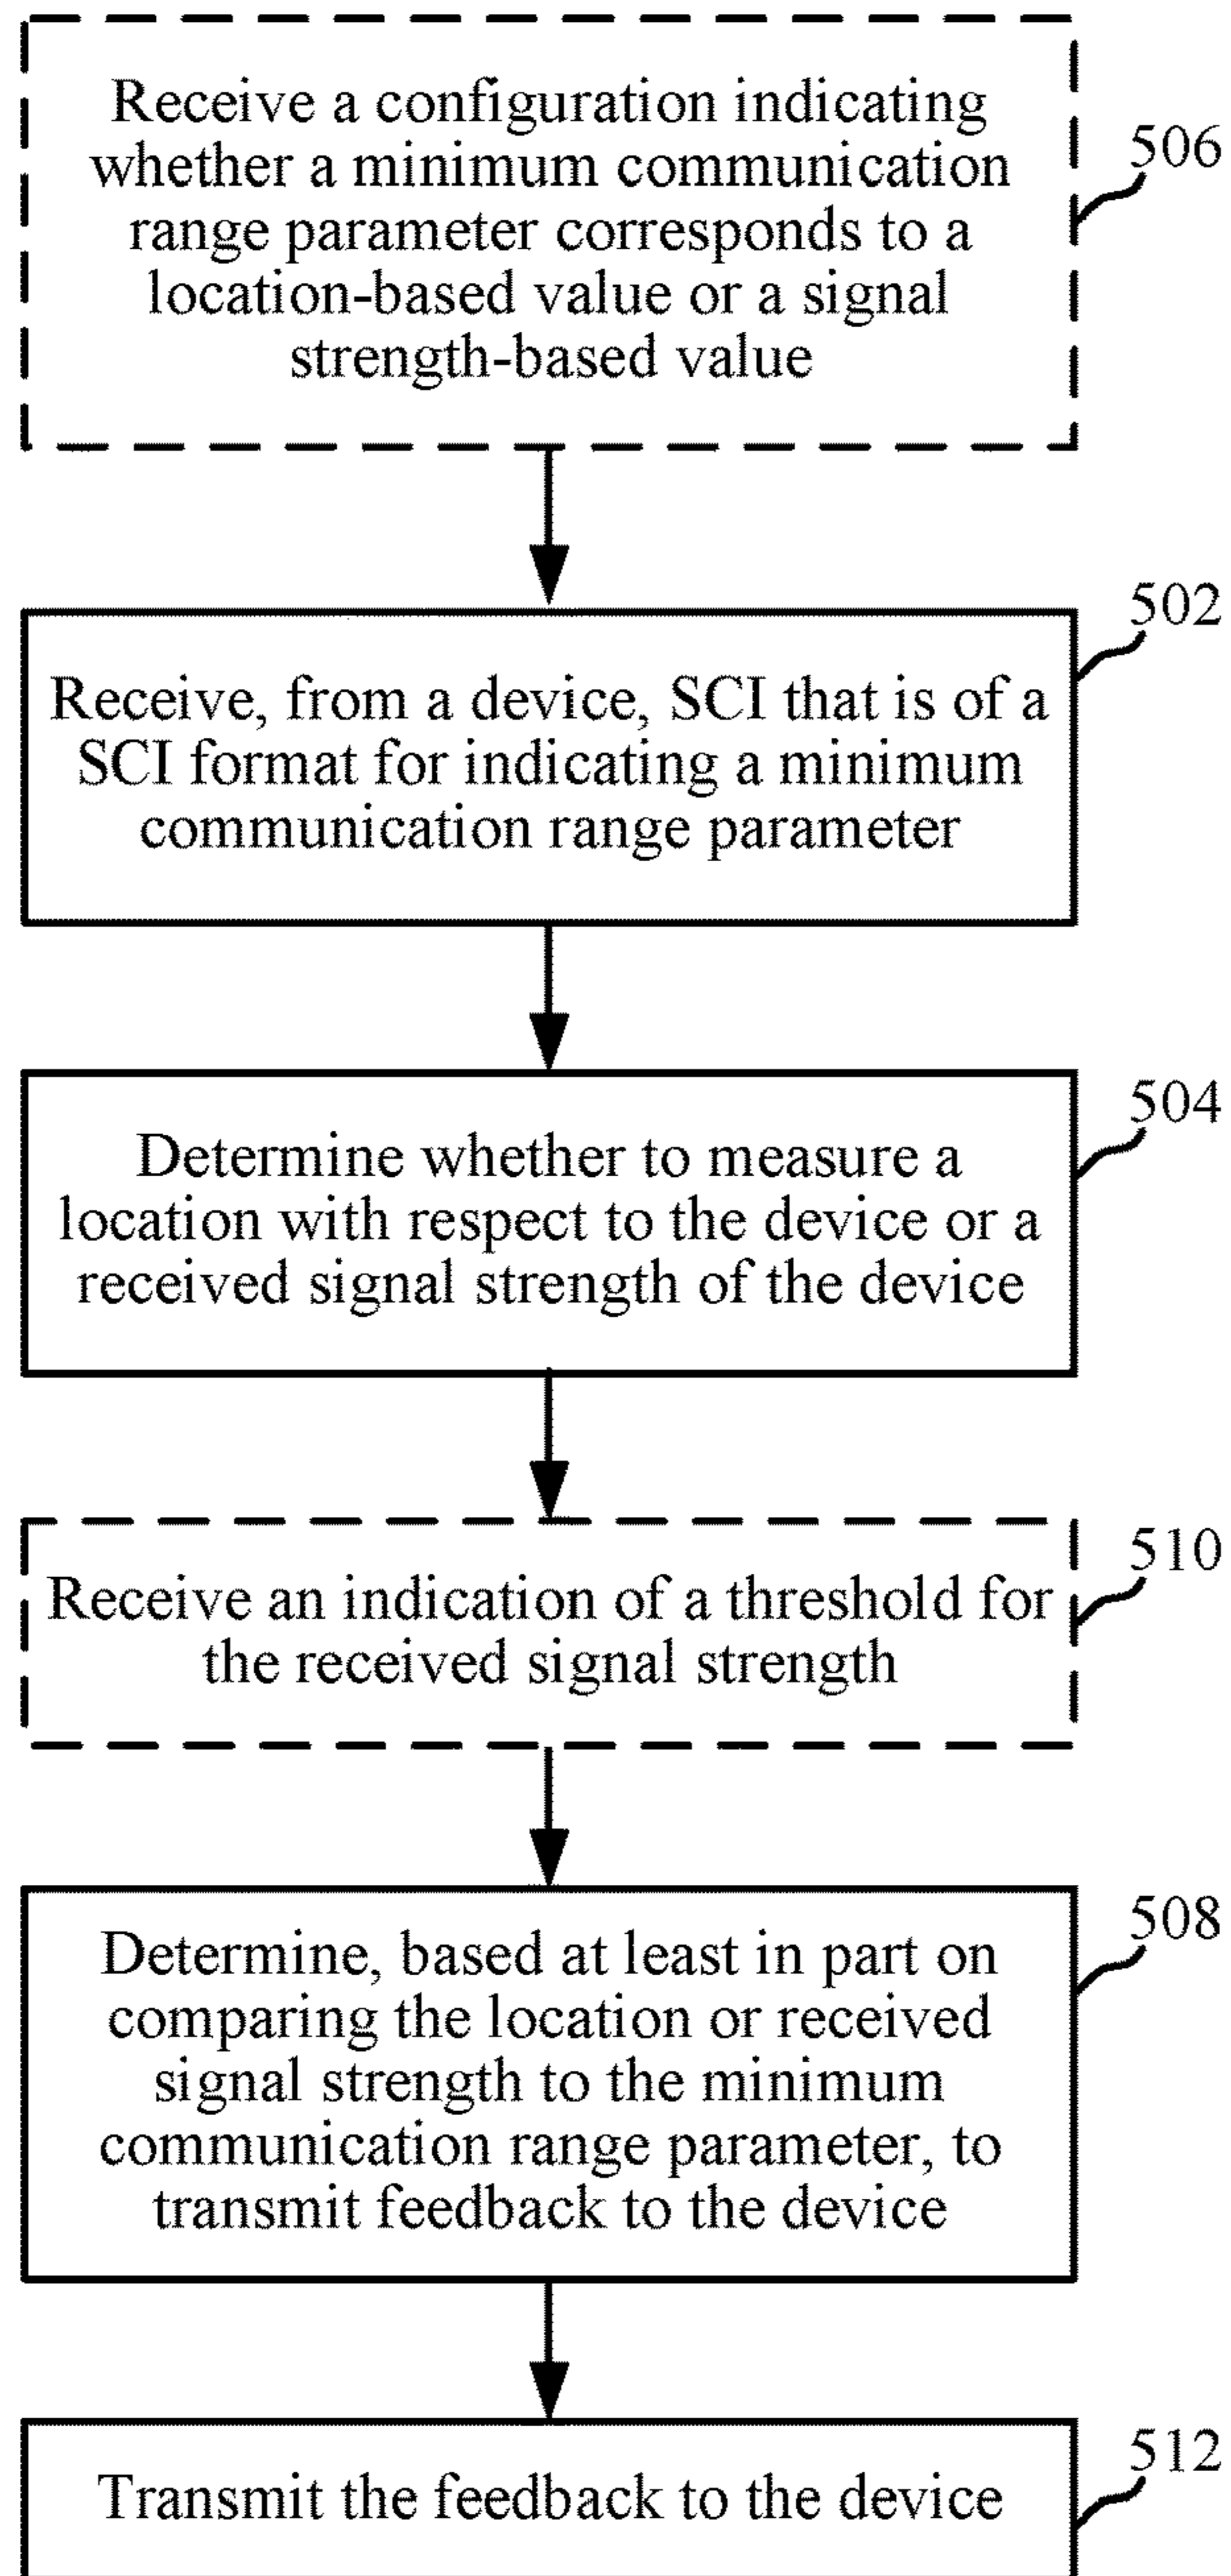 Receive a configuration indicating
whether a minimum communication
range parameter corresponds to a
location-based value or a signal
strength-based value
506
502
Receive, from a device, SCI that is of a
SCI format for indicating a minimum
communication range parameter
504
Determine whether to measure a
location with respect to the device or a
received signal strength of the device
510
Receive an indication of a threshold for
the received signal strength
508
Determine, based at least in part on
comparing the location or received
signal strength to the minimum
communication range parameter, to
transmit feedback to the device
512
Transmit the feedback to the device